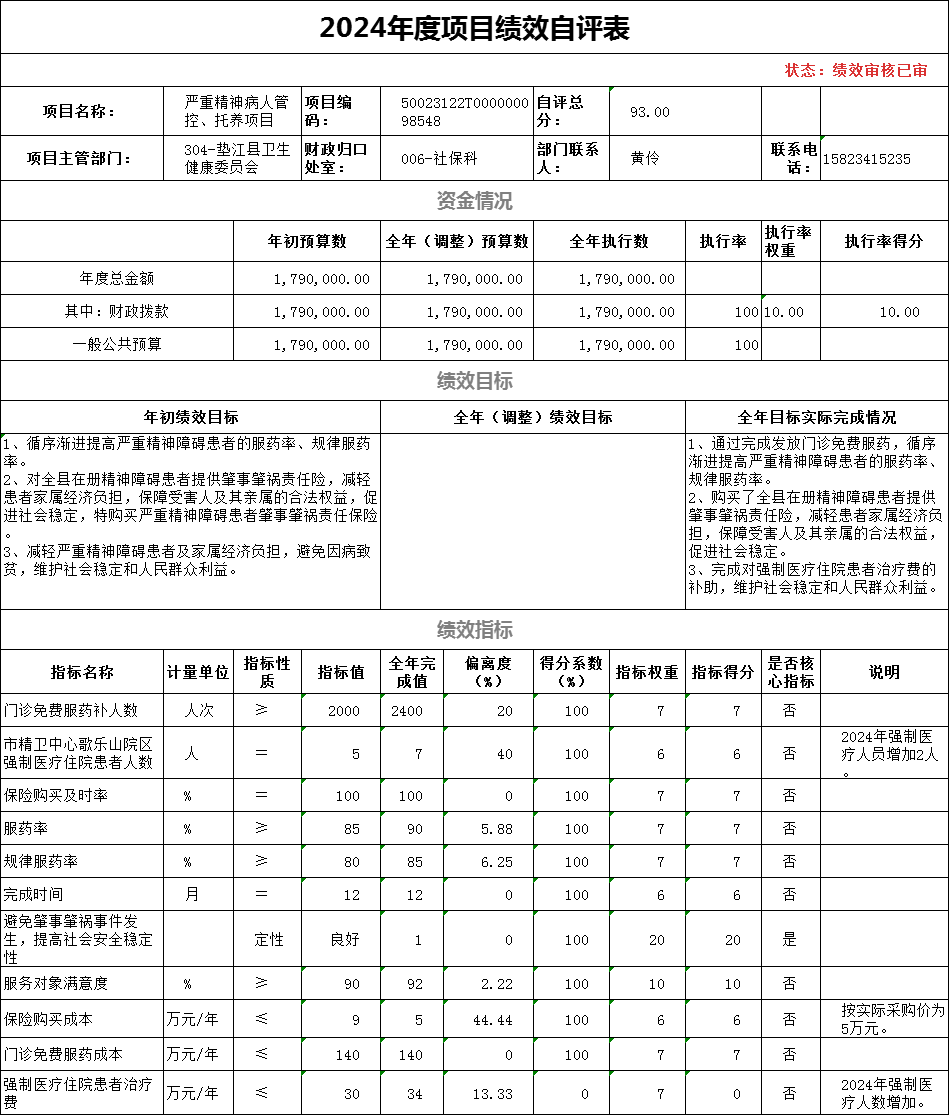 2024年度项目绩效自评表
状态：绩效审核已审
项目名称： 严重精神病人管控、托养项目 项目编码： 50023122T000000098548 自评总分： 93.00
项目主管部门： 304-垫江县卫生健康委员会 财政归口处室： 006-社保科 部门联系人： 黄伶 联系电话： 15823415235
资金情况
年初预算数 全年（调整）预算数 全年执行数 执行率 执行率权重 执行率得分
年度总金额 1,790,000.00 1,790,000.00 1,790,000.00
其中：财政拨款 1,790,000.00 1,790,000.00 1,790,000.00 100 10.00 10.00
一般公共预算 1,790,000.00 1,790,000.00 1,790,000.00 100
绩效目标
年初绩效目标 全年（调整）绩效目标 全年目标实际完成情况
1、循序渐进提高严重精神障碍患者的服药率、规律服药
率。
2、对全县在册精神障碍患者提供肇事肇祸责任险，减轻
患者家属经济负担，保障受害人及其亲属的合法权益，促
进社会稳定，特购买严重精神障碍患者肇事肇祸责任保险
。
3、减轻严重精神障碍患者及家属经济负担，避免因病致
贫，维护社会稳定和人民群众利益。
1、通过完成发放门诊免费服药，循序
渐进提高严重精神障碍患者的服药率、
规律服药率。
2、购买了全县在册精神障碍患者提供
肇事肇祸责任险，减轻患者家属经济负
担，保障受害人及其亲属的合法权益，
促进社会稳定。
3、完成对强制医疗住院患者治疗费的
补助，维护社会稳定和人民群众利益。
绩效指标
指标名称 计量单位 指标性质 指标值 全年完成值 偏离度（%） 得分系数（%） 指标权重 指标得分 是否核心指标 说明
门诊免费服药补人数 人次 ≥ 2000 2400 20 100 7 7 否
市精卫中心歌乐山院区强制医疗住院患者人数 人 ＝ 5 7 40 100 6 6 否 2024年强制医疗人员增加2人。
保险购买及时率 % ＝ 100 100 0 100 7 7 否
服药率 % ≥ 85 90 5.88 100 7 7 否
规律服药率 % ≥ 80 85 6.25 100 7 7 否
完成时间 月 ＝ 12 12 0 100 6 6 否
避免肇事肇祸事件发生，提高社会安全稳定性 定性 良好 1 0 100 20 20 是
服务对象满意度 % ≥ 90 92 2.22 100 10 10 否
保险购买成本 万元/年 ≤ 9 5 44.44 100 6 6 否 按实际采购价为5万元。
门诊免费服药成本 万元/年 ≤ 140 140 0 100 7 7 否
强制医疗住院患者治疗费 万元/年 ≤ 30 34 13.33 0 7 0 否 2024年强制医疗人数增加。